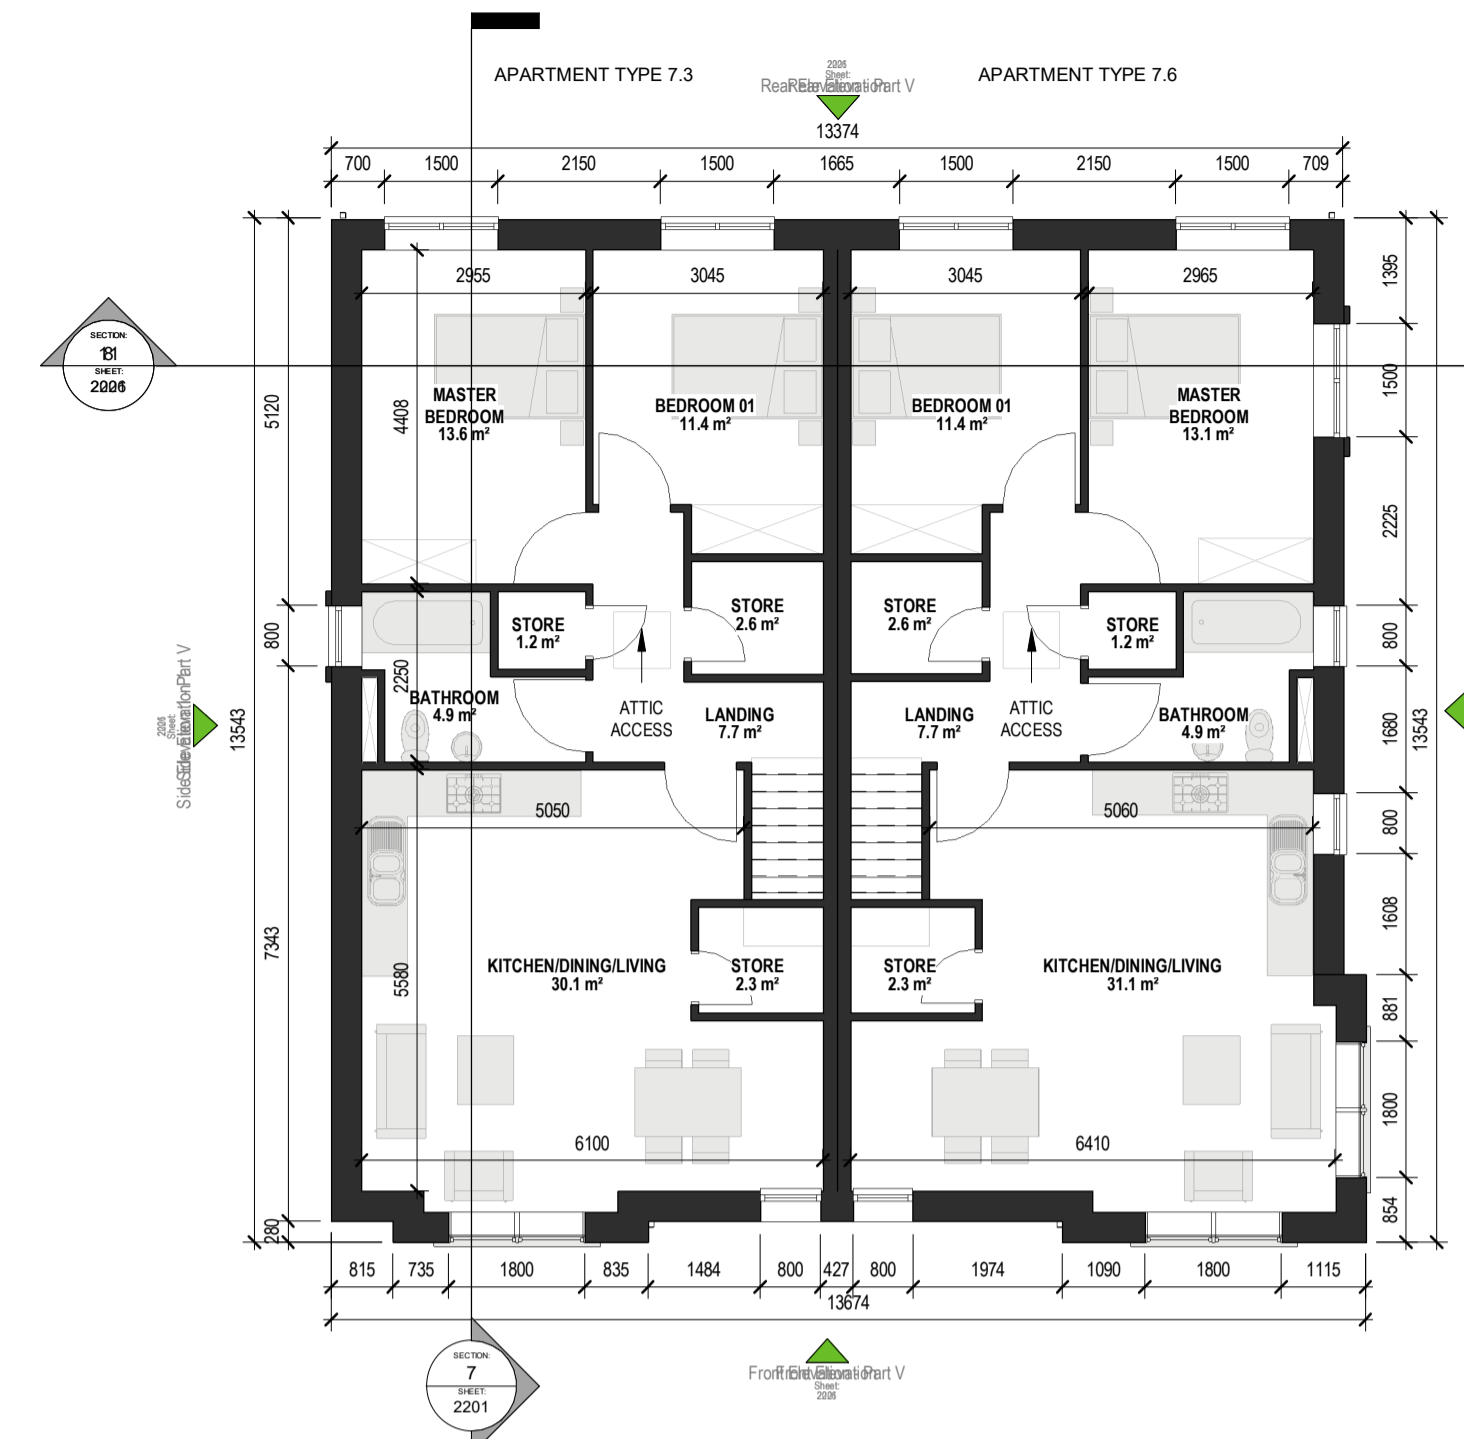 APARTMENT TYPE 7.3
APARTMENT TYPE 7.6
Sheet:
13374
700 1500 2150 1500 1665 1500 2150 1500 709
2955 3045 3045 2965
1395
1500
2225
800
1680
800
1608
881
1800
854
13543
5120
800
7343
280
13543
SECTION:
SHEET:
4408
MASTER
BEDROOM
13.6 m²
BEDROOM 01
11.4 m²
BEDROOM 01
11.4 m²
MASTER
BEDROOM
13.1 m²
STORE
1.2 m²
STORE
2.6 m²
STORE
2.6 m²
STORE
1.2 m²
2250
BATHROOM
4.9 m²
ATTIC
ACCESS
LANDING
7.7 m²
LANDING
7.7 m²
ATTIC
ACCESS
BATHROOM
4.9 m²
Sheet:
5050
5060
5580
KITCHEN/DINING/LIVING
30.1 m²
STORE
2.3 m²
STORE
2.3 m²
KITCHEN/DINING/LIVING
31.1 m²
6100
6410
815 735 1800 835 1484 800 427 800 1974 1090 1800 1115
13674
SECTION:
7
SHEET:
2201
Sheet: